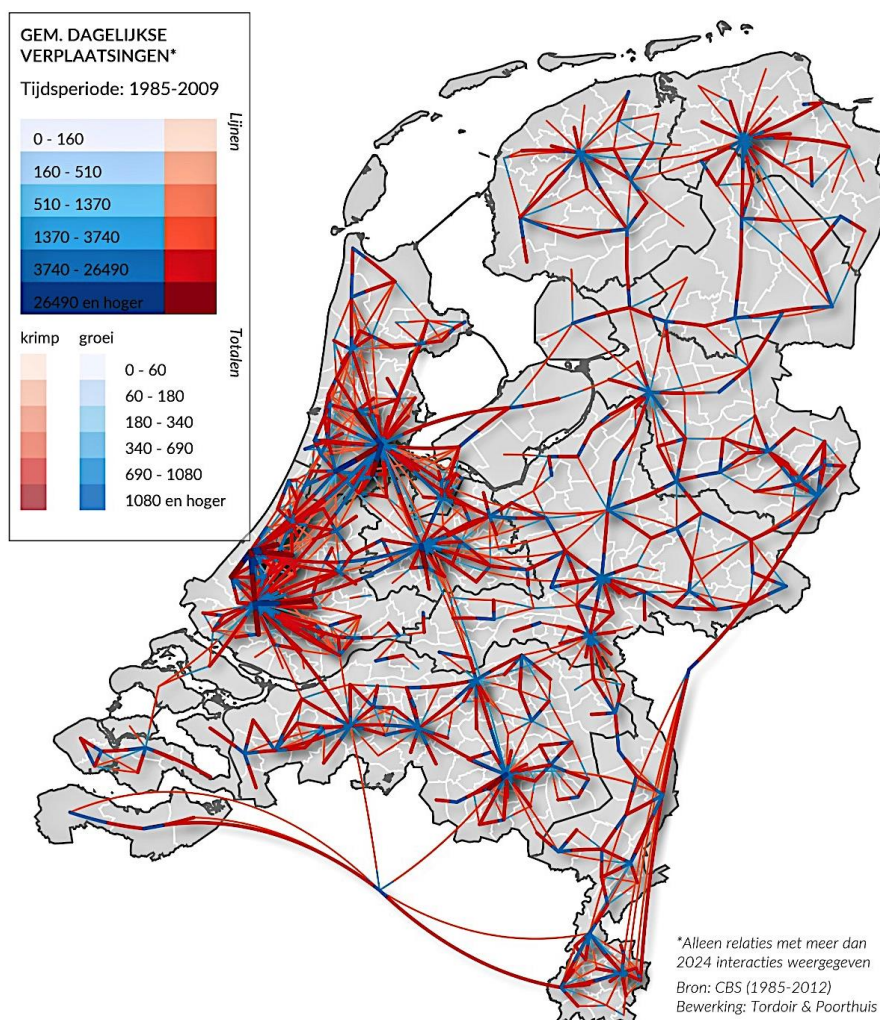 GEM. DAGELIJKSE
VERPLAATSINGEN*
Tijdsperiode: 1985-2009
Lijnen
0 - 160
160 - 510
510 - 1370
1370 - 3740
3740 - 26490
26490 en hoger
Totalen
krimp groei
0 - 60
60 - 180
180 - 340
340 - 690
690 - 1080
1080 en hoger
*Alleen relaties met meer dan
2024 interacties weergegeven
Bron: CBS (1985-2012)
Bewerking: Tordoir & Poorthuis